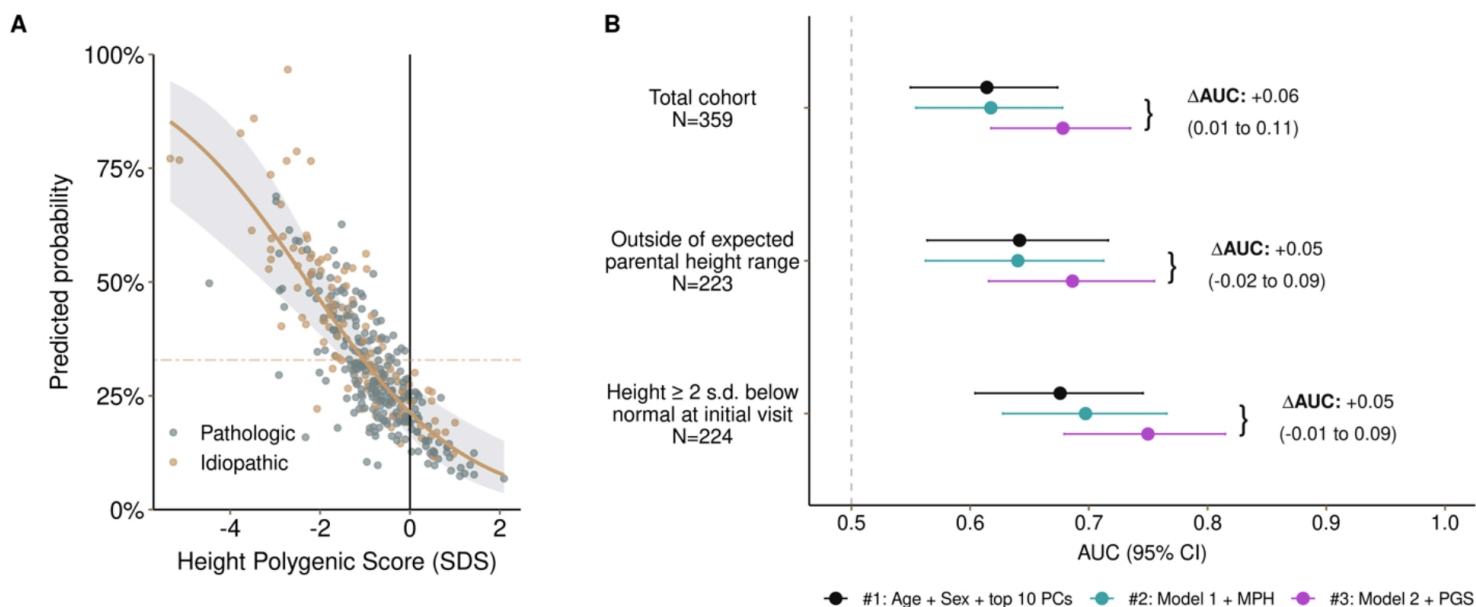 A
100%
75%
50%
25%
0%
Predicted probability
Pathologic
Idiopathic
-4 -2 0 2
Height Polygenic Score (SDS)
B
Total cohort
N=359
ΔAUC: +0.06
(0.01 to 0.11)
Outside of expected
parental height range
N=223
ΔAUC: +0.05
(-0.02 to 0.09)
Height ≥ 2 s.d. below
normal at initial visit
N=224
ΔAUC: +0.05
(-0.01 to 0.09)
0.5 0.6 0.7 0.8 0.9 1.0
AUC (95% CI)
#1: Age + Sex + top 10 PCs #2: Model 1 + MPH #3: Model 2 + PGS